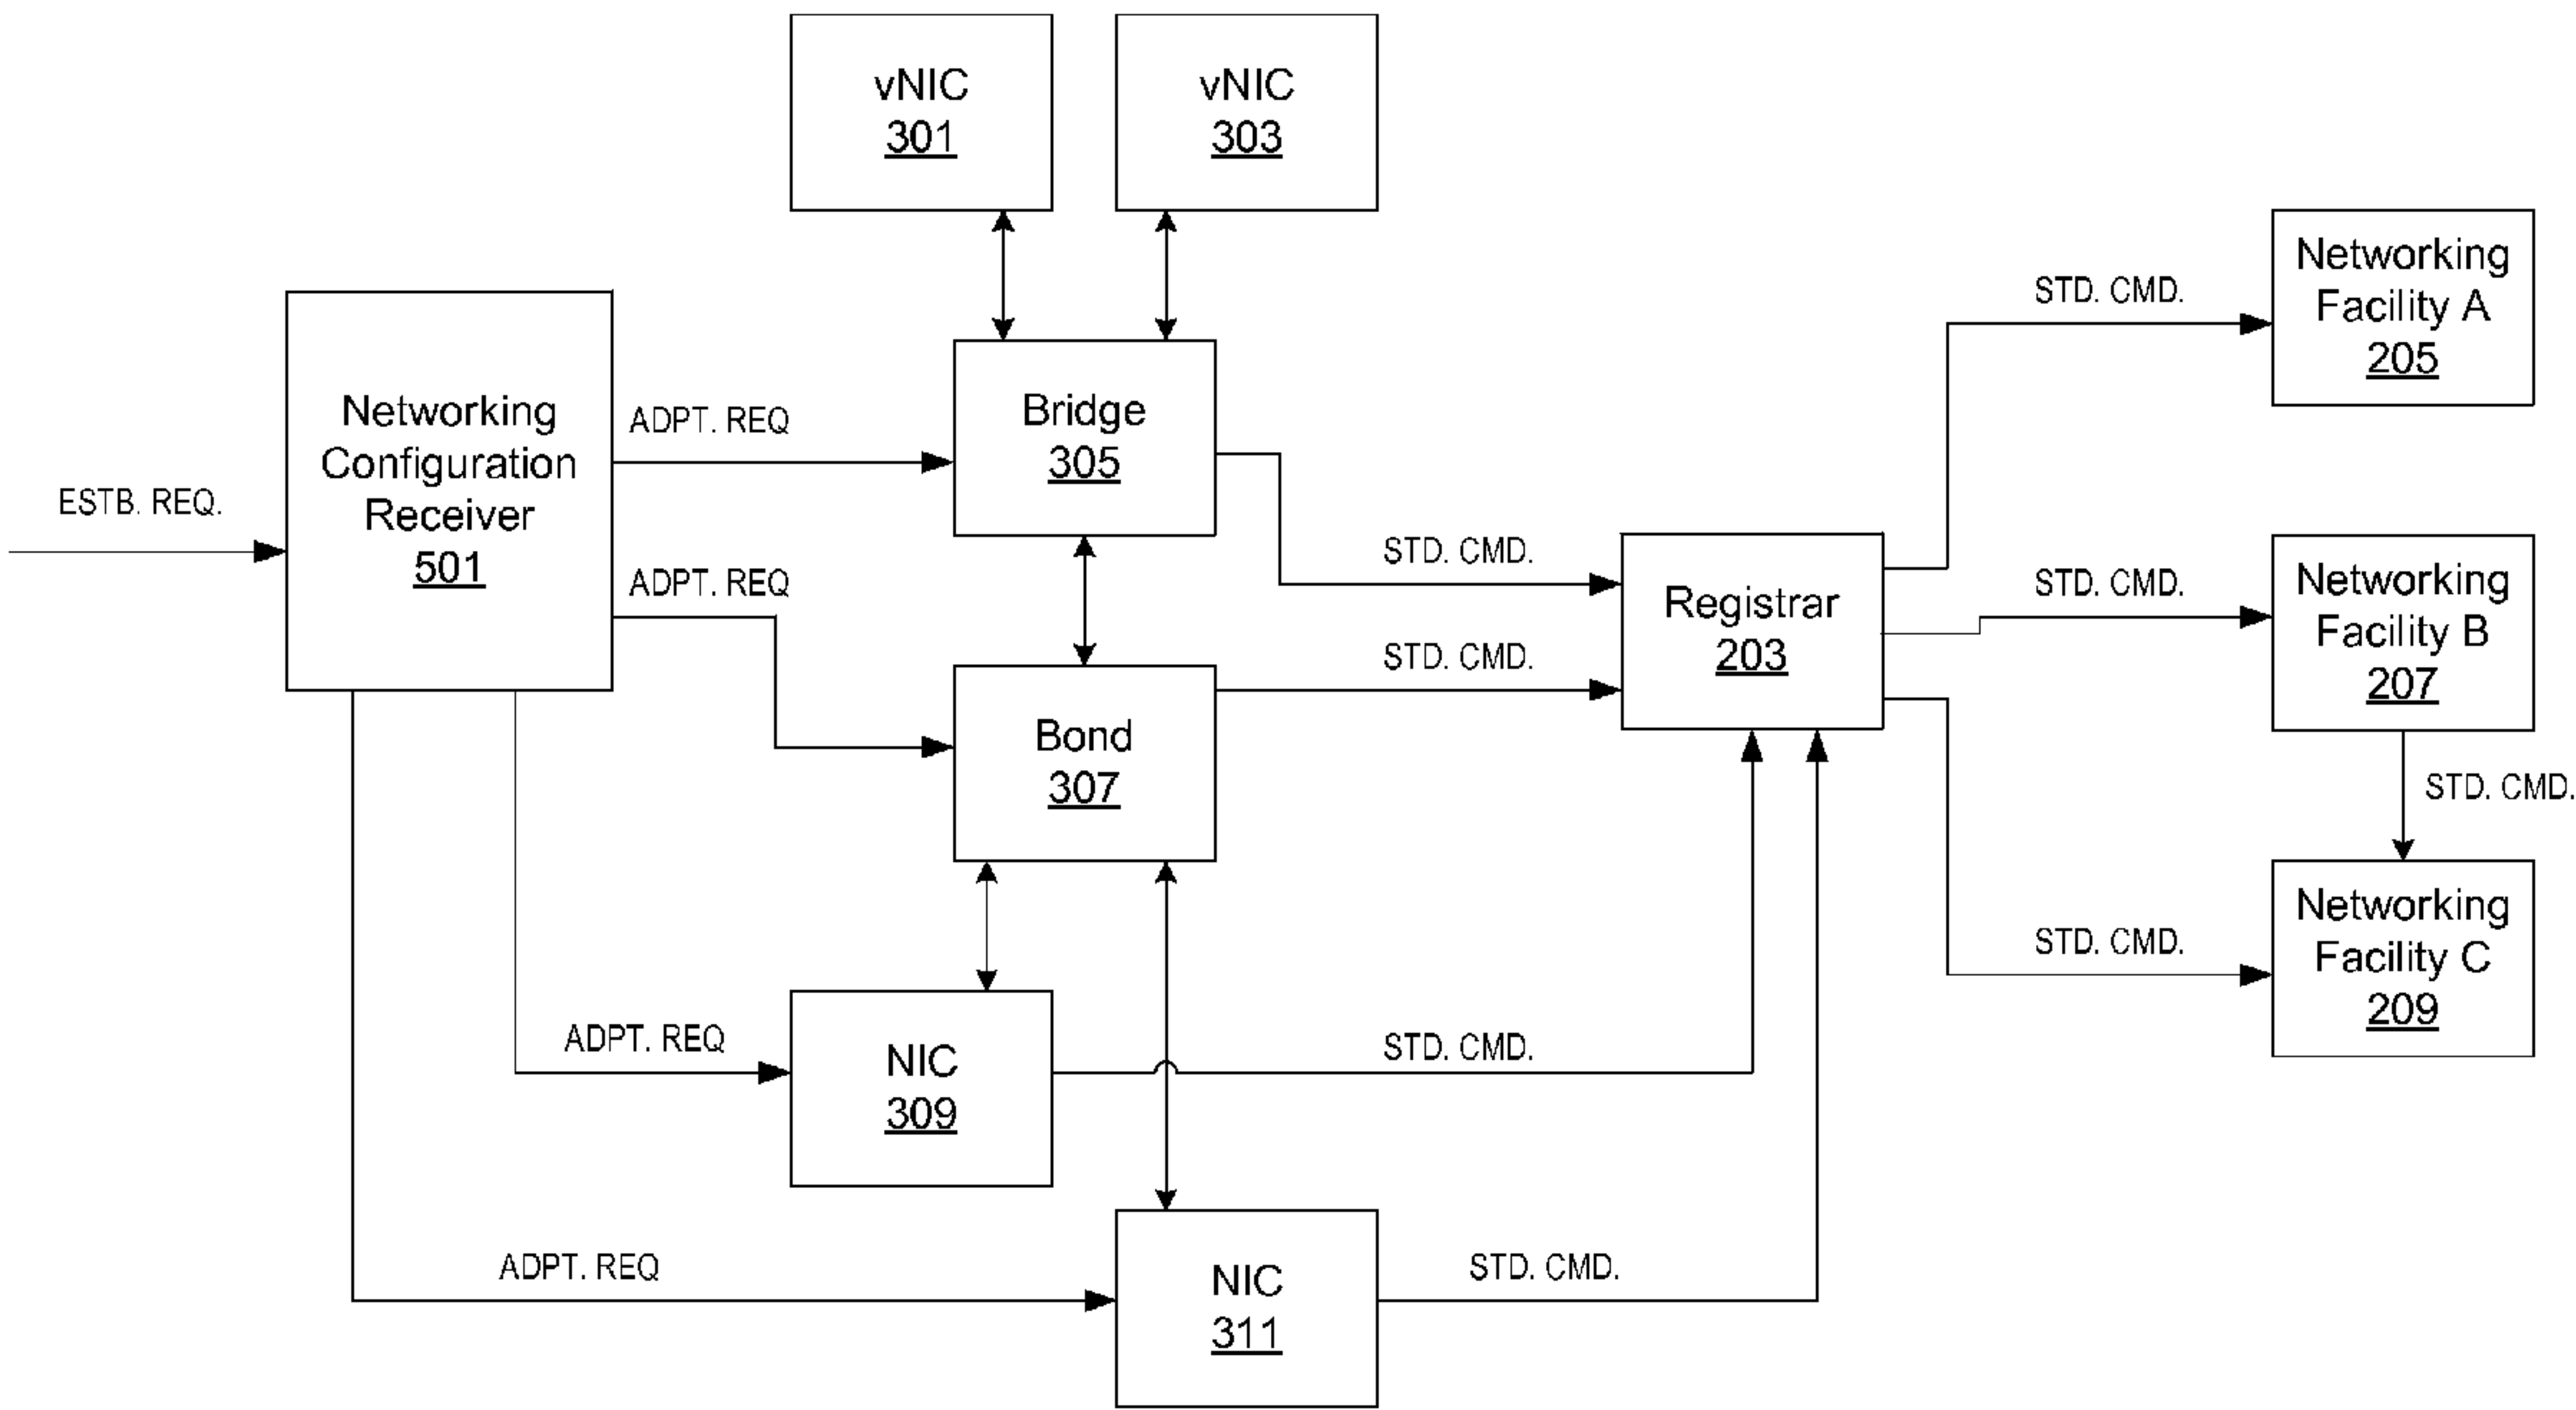 vNIC
301
vNIC
303
Networking
Facility A
205
STD. CMD.
Networking
Configuration
Receiver
501
ESTB. REQ.
ADPT. REQ
Bridge
305
ADPT. REQ
STD. CMD.
Registrar
203
STD. CMD.
Networking
Facility B
207
STD. CMD.
Bond
307
STD. CMD.
Networking
Facility C
209
STD. CMD.
ADPT. REQ
NIC
309
STD. CMD.
ADPT. REQ
NIC
311
STD. CMD.